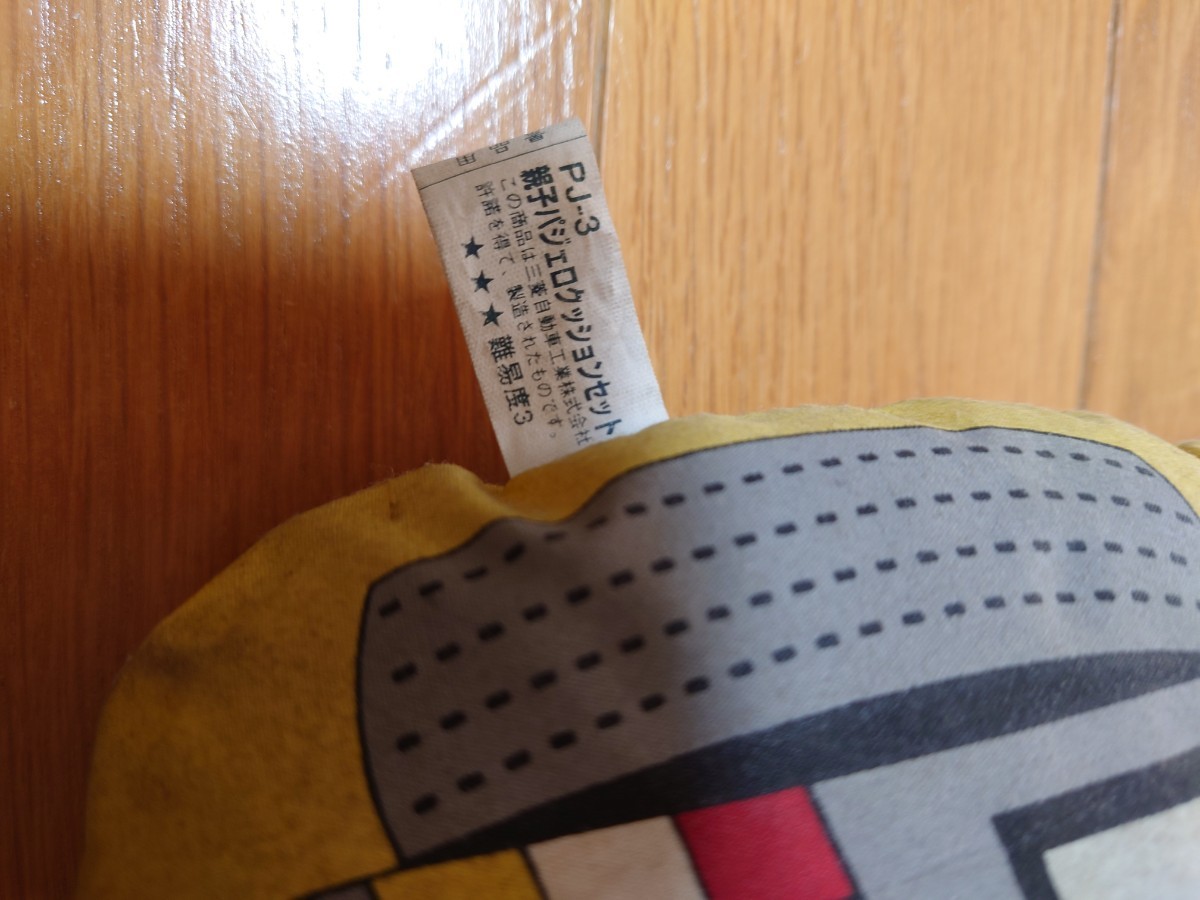 PJ-3
親子パジェロクッションセット
この商品は三菱自動車工業株式会社
許諾を得て、製造されたものです。
★★★難易度3